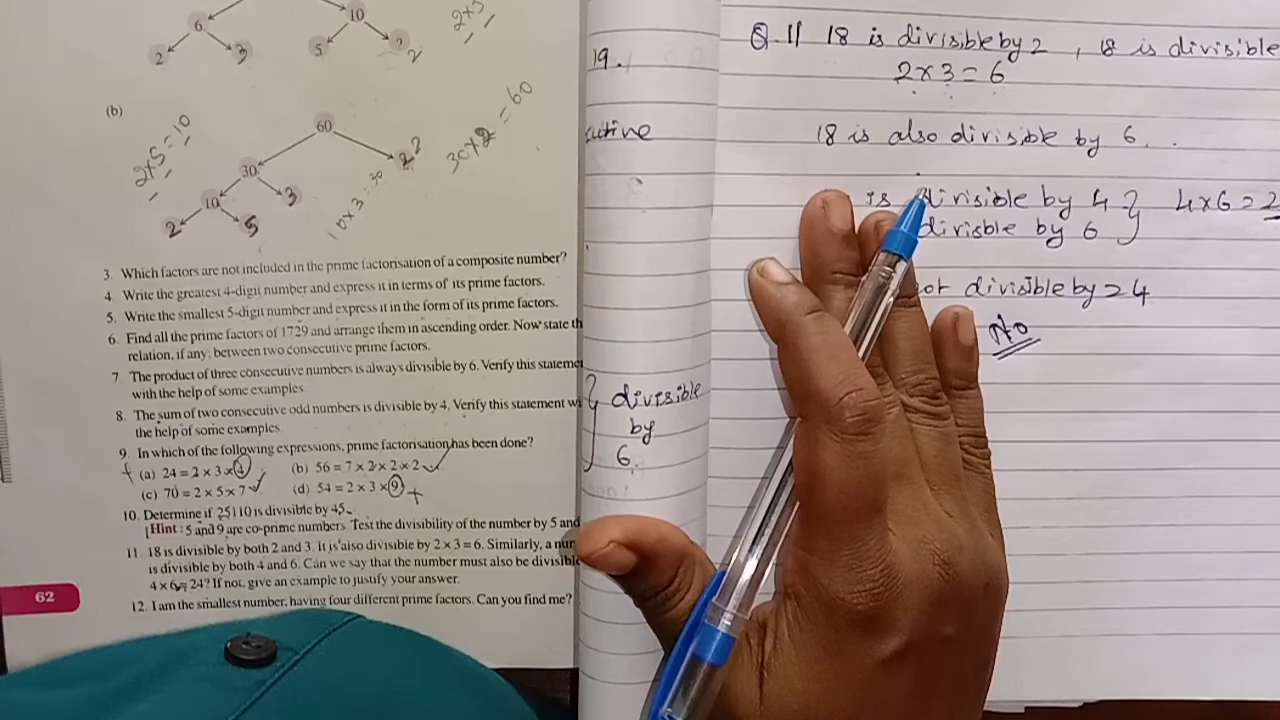 6
10
2
3
5
?
2
2×5
(b)
60
2×5=10
30
2?
30×2=60
10
3
10×3=30
2
5
3. Which factors are not included in the prime factorisation of a composite number?
4. Write the greatest 4-digit number and express it in terms of its prime factors.
5. Write the smallest 5-digit number and express it in the form of its prime factors.
6. Find all the prime factors of 1729 and arrange them in ascending order. Now state th
relation, if any; between two consecutive prime factors.
7 The product of three consecutive numbers is always divisible by 6. Verify this stateme
with the help of some examples
8. The sum of two consecutive odd numbers is divisible by 4. Verify this statement w
the help of some examples
9. In which of the following expressions, prime factorisation has been done?
(a) 24 = 2 × 3 × 4 (b) 56 = 7 × 2 × 2 × 2
(c) 70 = 2 × 5 × 7 (d) 54 = 2 × 3 × 9
10. Determine if 25110 is divisible by 45.
[Hint : 5 and 9 are co-prime numbers. Test the divisibility of the number by 5 and
11. 18 is divisible by both 2 and 3. It is also divisible by 2 × 3 = 6. Similarly, a num
is divisible by both 4 and 6. Can we say that the number must also be divisible
4 × 6 = 24? If not, give an example to justify your answer.
12. I am the smallest number, having four different prime factors. Can you find me?
62
19.
cutive
} divisible
by
6.
Q 11 18 is divisible by 2 , 18 is divisible
2×3=6
18 is also divisible by 6.
is divisible by 4 } 4×6=2
divisble by 6
or divisible by 24
No